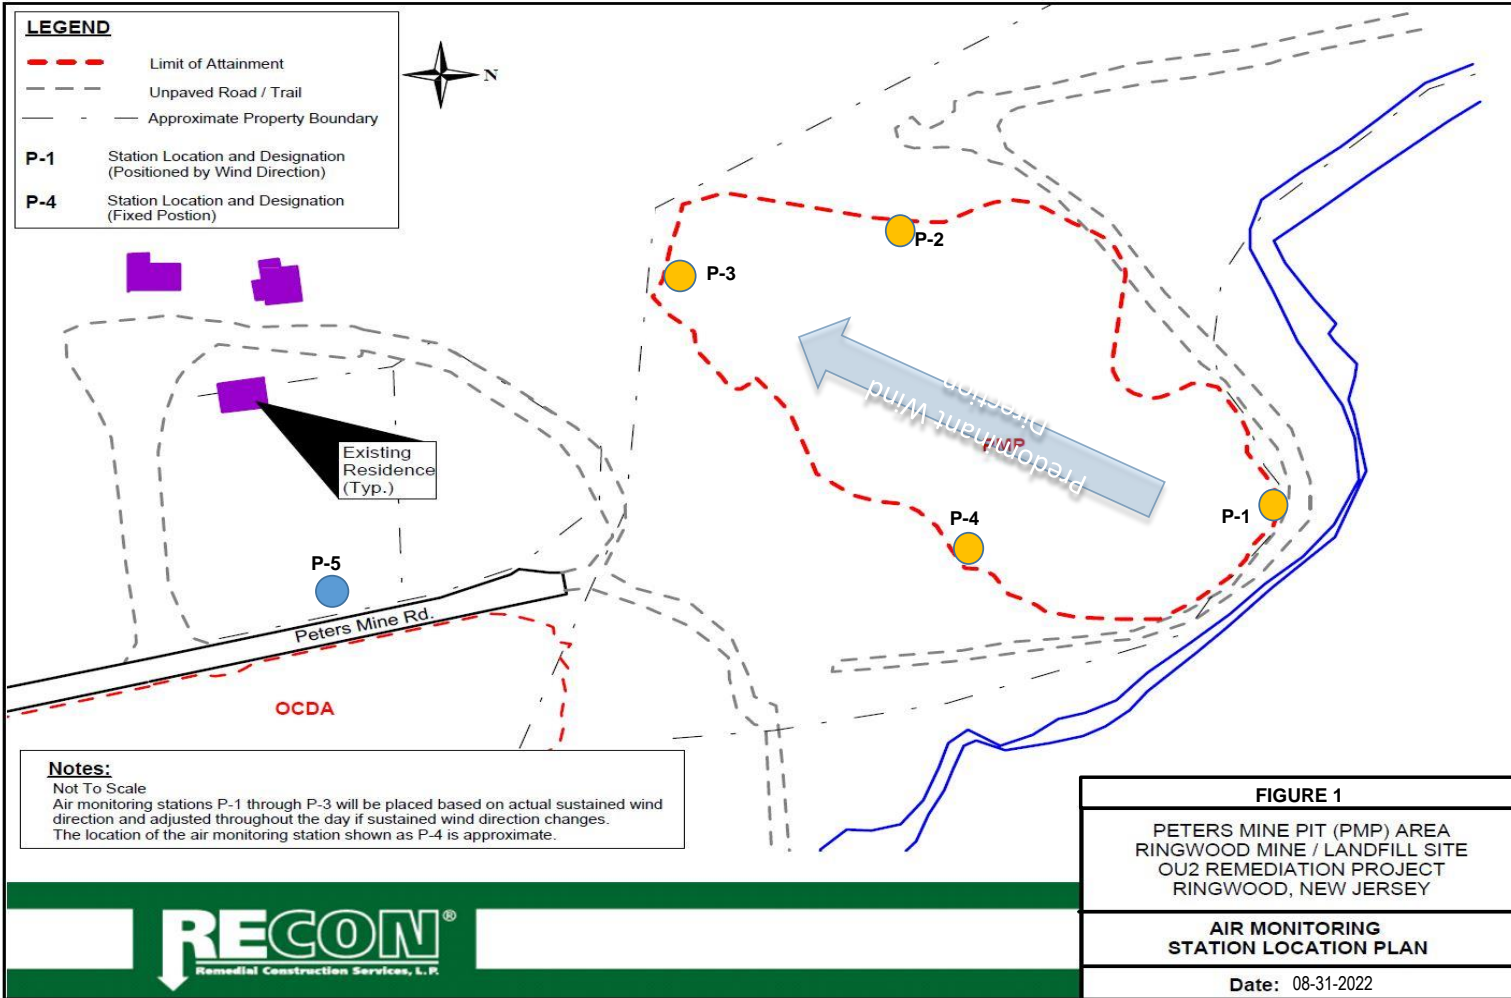 LEGEND
Limit of Attainment
Unpaved Road / Trail
Approximate Property Boundary
P-1 Station Location and Designation
(Positioned by Wind Direction)
P-4 Station Location and Designation
(Fixed Postion)
N
P-2
P-3
Predominant Wind
Direction
PMP
P-4
P-1
Existing
Residence
(Typ.)
P-5
Peters Mine Rd.
OCDA
Notes:
Not To Scale
Air monitoring stations P-1 through P-3 will be placed based on actual sustained wind
direction and adjusted throughout the day if sustained wind direction changes.
The location of the air monitoring station shown as P-4 is approximate.
RECON®
Remedial Construction Services, L.P.
FIGURE 1
PETERS MINE PIT (PMP) AREA
RINGWOOD MINE / LANDFILL SITE
OU2 REMEDIATION PROJECT
RINGWOOD, NEW JERSEY
AIR MONITORING
STATION LOCATION PLAN
Date: 08-31-2022